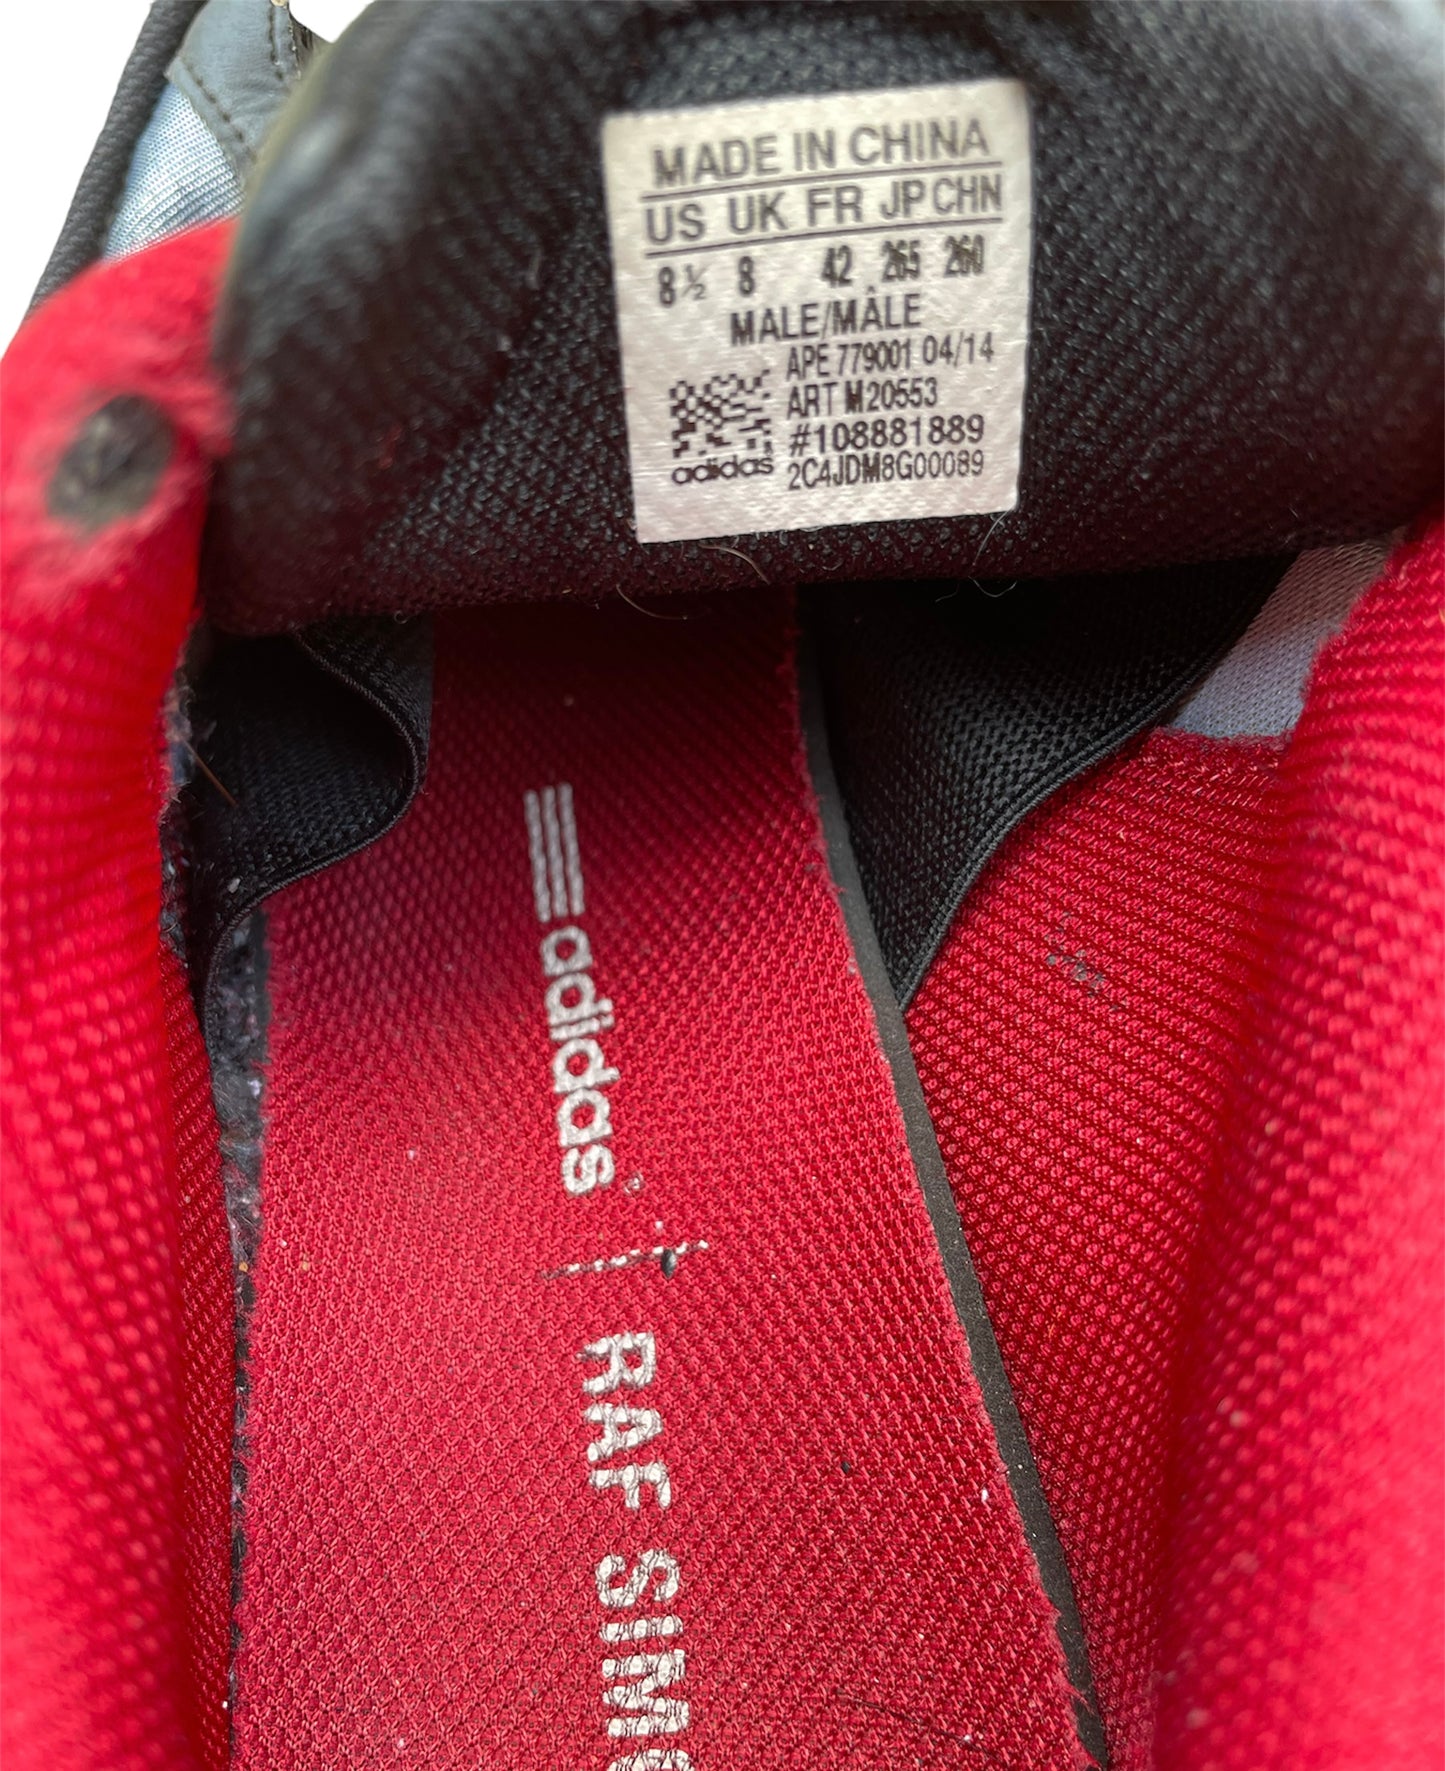 MADE IN CHINA
US UK FR JP CHN
8½ 8 42 265 260
MALE/MÂLE
APE 779001 04/14
ART M20553
#108881889
adidas 2C4JDM8G00089
adidas
RAF SIMO